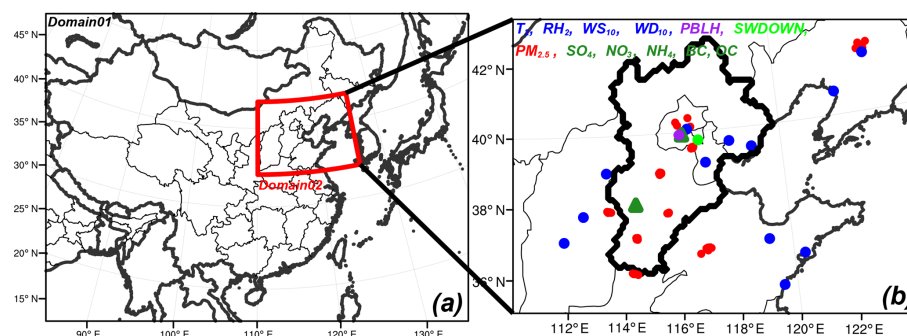 Domain01
45° N
40° N
35° N
30° N
25° N
20° N
15° N
Domain02
(a)
90° E
100° E
110° E
120° E
130° E
T2, RH2, WS10, WD10, PBLH, SWDOWN,
PM2.5, SO4, NO3, NH4, BC, OC
42° N
40° N
38° N
36° N
(b)
112° E
114° E
116° E
118° E
120° E
122° E